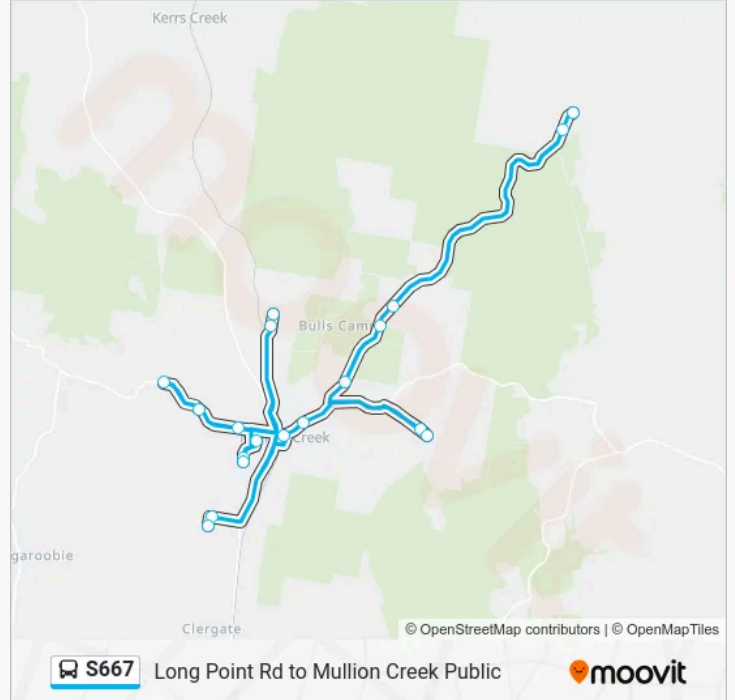 Kerrs Creek
Bulls Camp
Creek
garoobie
Clergate
© OpenStreetMap contributors | © OpenMapTiles
S667 Long Point Rd to Mullion Creek Public
moovit